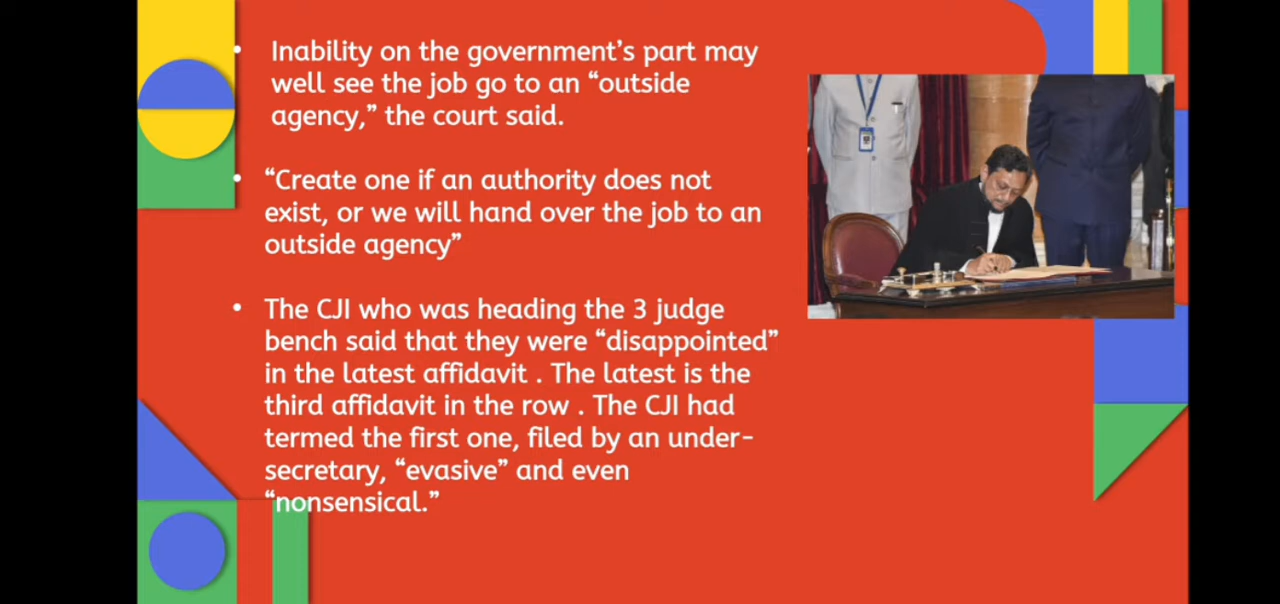 • Inability on the government’s part may
well see the job go to an “outside
agency,” the court said.
• “Create one if an authority does not
exist, or we will hand over the job to an
outside agency”
• The CJI who was heading the 3 judge
bench said that they were “disappointed”
in the latest affidavit . The latest is the
third affidavit in the row . The CJI had
termed the first one, filed by an under-
secretary, “evasive” and even
“nonsensical.”